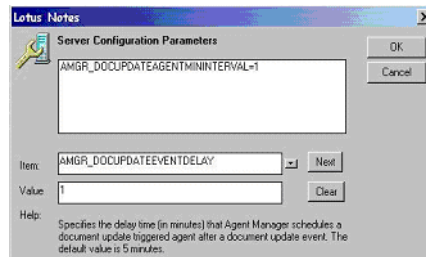 Lotus Notes
Server Configuration Parameters
OK
AMGR_DOCUPDATEAGENTMININTERVAL=1
Cancel
Item: AMGR_DOCUPDATEEVENTDELAY Next
Value 1 Clear
Help:
Specifies the delay time (in minutes) that Agent Manager schedules a
document update triggered agent after a document update event. The
default value is 5 minutes.